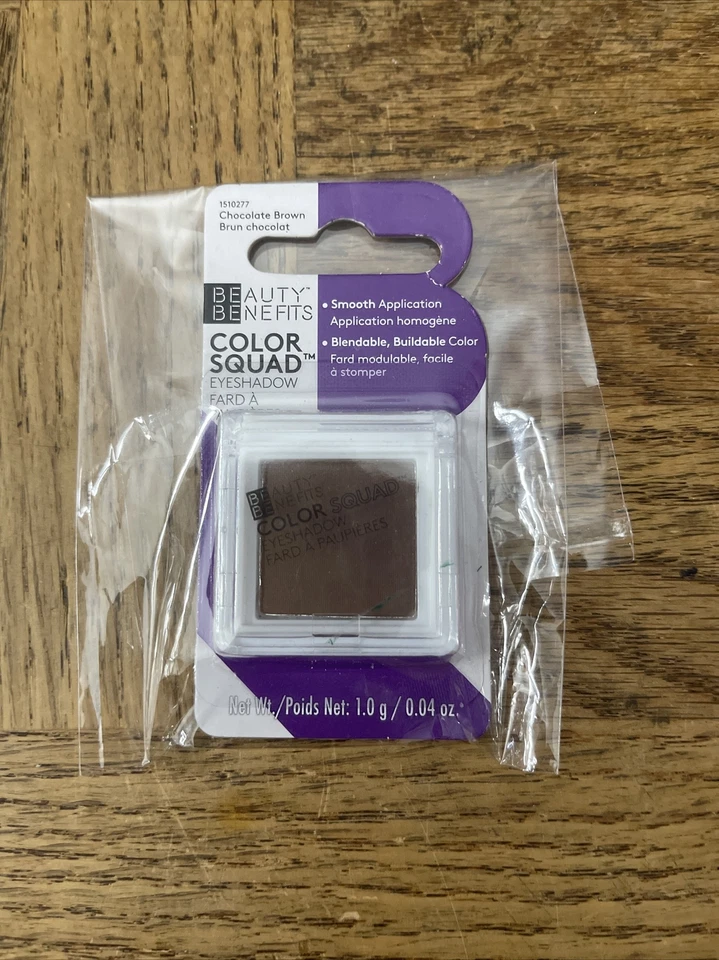 1510277
Chocolate Brown
Brun chocolat
BEAUTY™
BENEFITS
COLOR
SQUAD™
EYESHADOW
FARD À
• Smooth Application
Application homogène
• Blendable, Buildable Color
Fard modulable, facile
à stomper
BEAUTY
BENEFITS
COLOR SQUAD
EYESHADOW
FARD À PAUPIÈRES
Net Wt./Poids Net: 1.0 g / 0.04 oz.